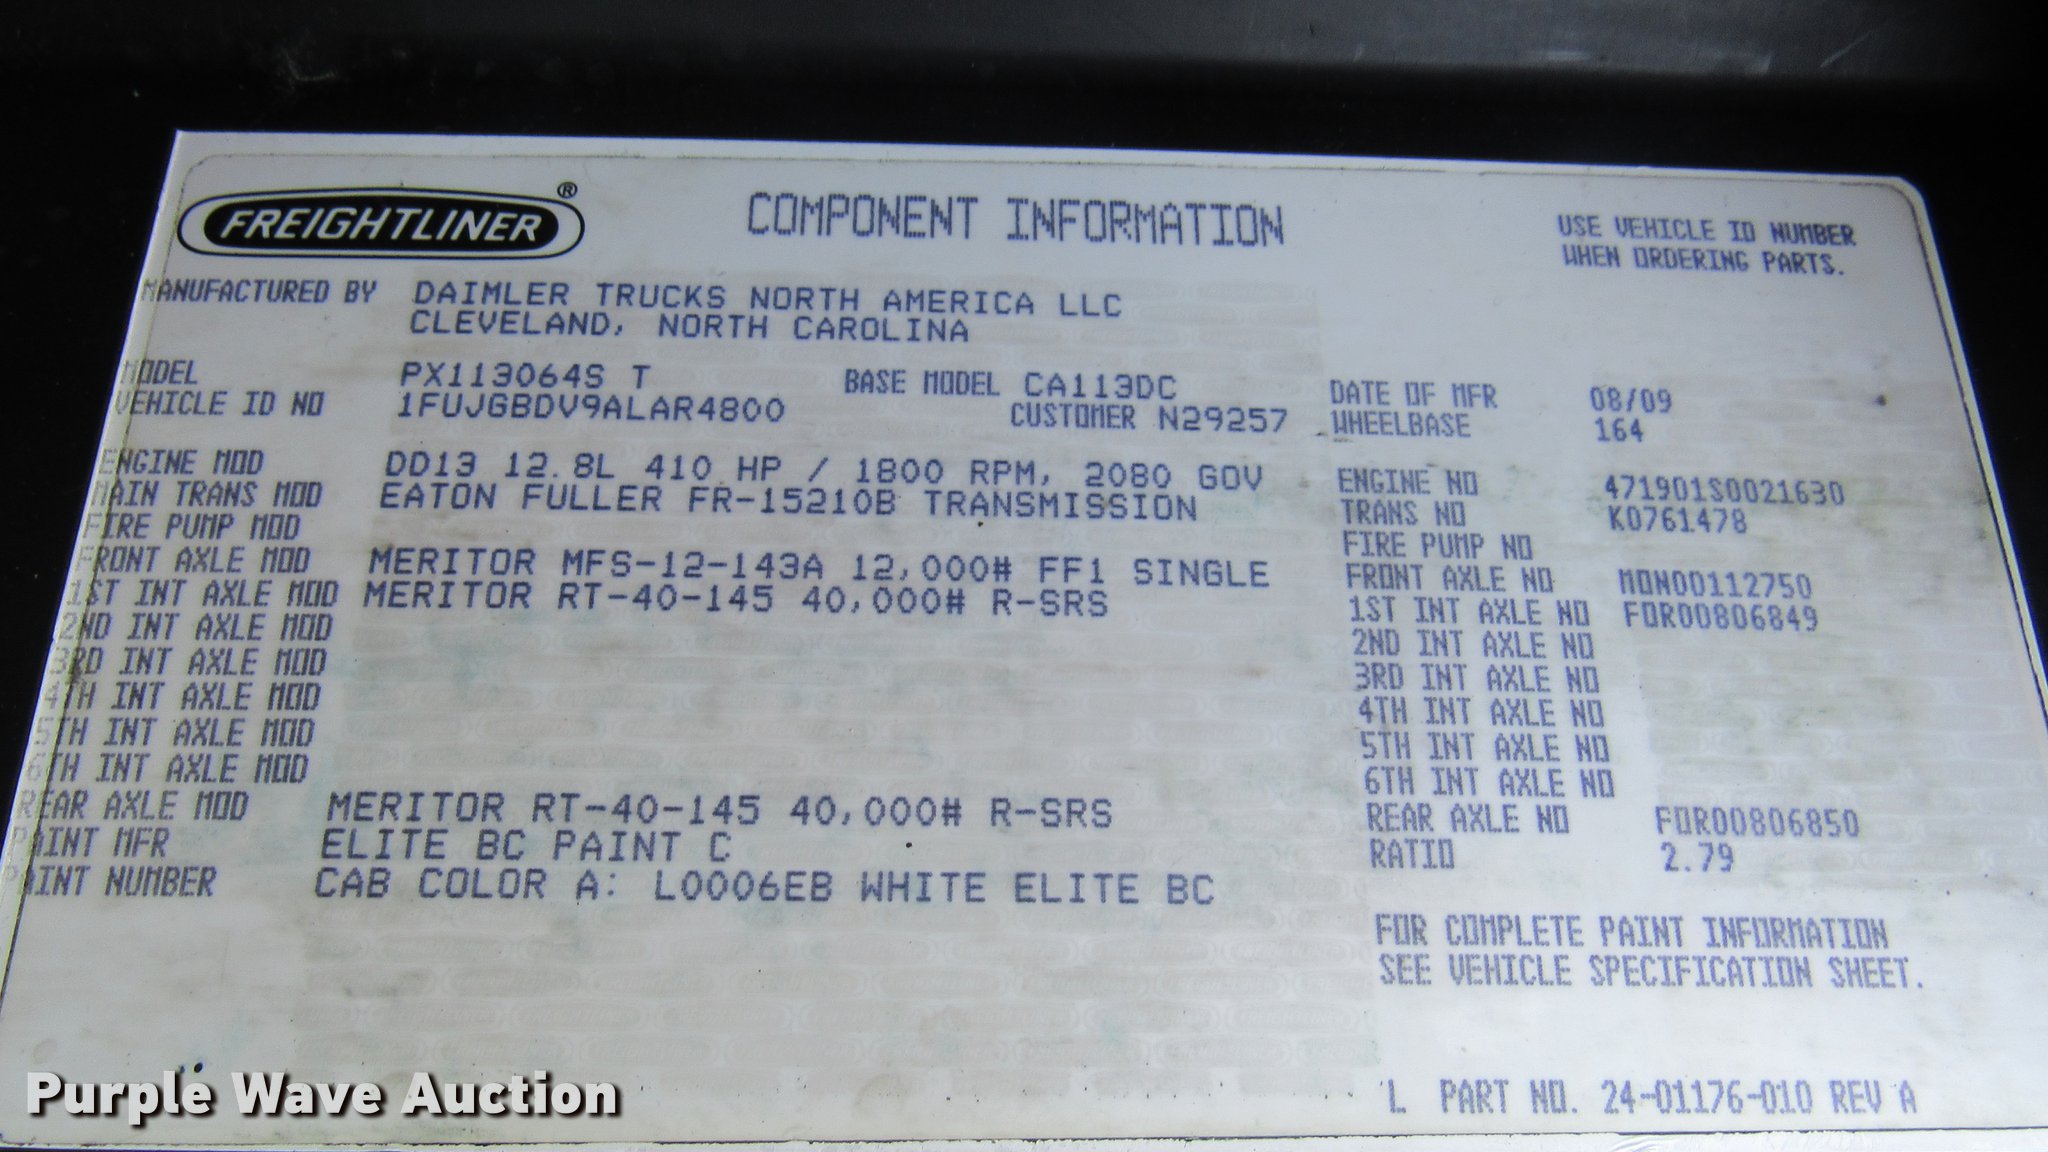 FREIGHTLINER®
COMPONENT INFORMATION
USE VEHICLE ID NUMBER
WHEN ORDERING PARTS.
MANUFACTURED BY DAIMLER TRUCKS NORTH AMERICA LLC
CLEVELAND, NORTH CAROLINA
MODEL PX113064S T BASE MODEL CA113DC DATE OF MFR 08/09
VEHICLE ID NO 1FUJGBDV9ALAR4800 CUSTOMER N29257 WHEELBASE 164
ENGINE MOD DD13 12.8L 410 HP / 1800 RPM, 2080 GOV ENGINE NO 471901S0021630
MAIN TRANS MOD EATON FULLER FR-15210B TRANSMISSION TRANS NO K0761478
FIRE PUMP MOD FIRE PUMP NO
FRONT AXLE MOD MERITOR MFS-12-143A 12,000# FF1 SINGLE FRONT AXLE NO MON00112750
1ST INT AXLE MOD MERITOR RT-40-145 40,000# R-SRS 1ST INT AXLE NO FOR00806849
2ND INT AXLE MOD 2ND INT AXLE NO
3RD INT AXLE MOD 3RD INT AXLE NO
4TH INT AXLE MOD 4TH INT AXLE NO
5TH INT AXLE MOD 5TH INT AXLE NO
6TH INT AXLE MOD 6TH INT AXLE NO
REAR AXLE MOD MERITOR RT-40-145 40,000# R-SRS REAR AXLE NO FOR00806850
PAINT MFR ELITE BC PAINT C RATIO 2.79
PAINT NUMBER CAB COLOR A: L0006EB WHITE ELITE BC
FOR COMPLETE PAINT INFORMATION
SEE VEHICLE SPECIFICATION SHEET.
L PART NO. 24-01176-010 REV A
Purple Wave Auction